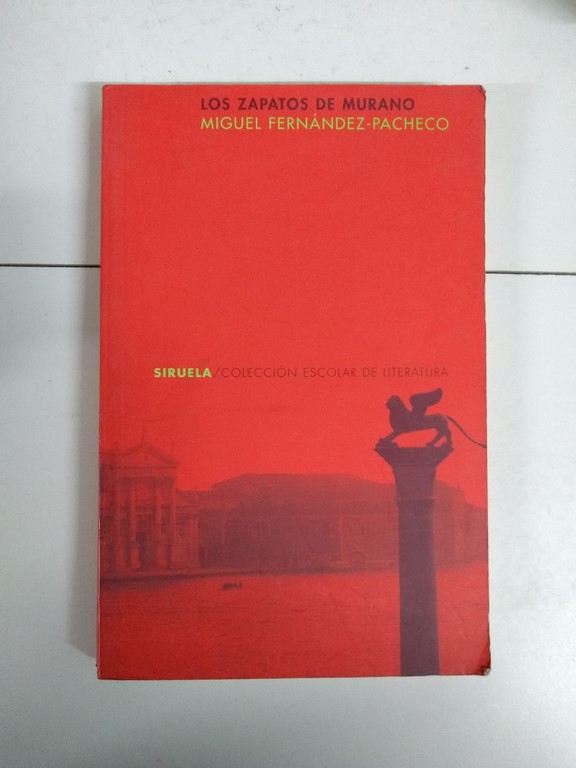 LOS ZAPATOS DE MURANO
MIGUEL FERNÁNDEZ-PACHECO
SIRUELA/COLECCIÓN ESCOLAR DE LITERATURA